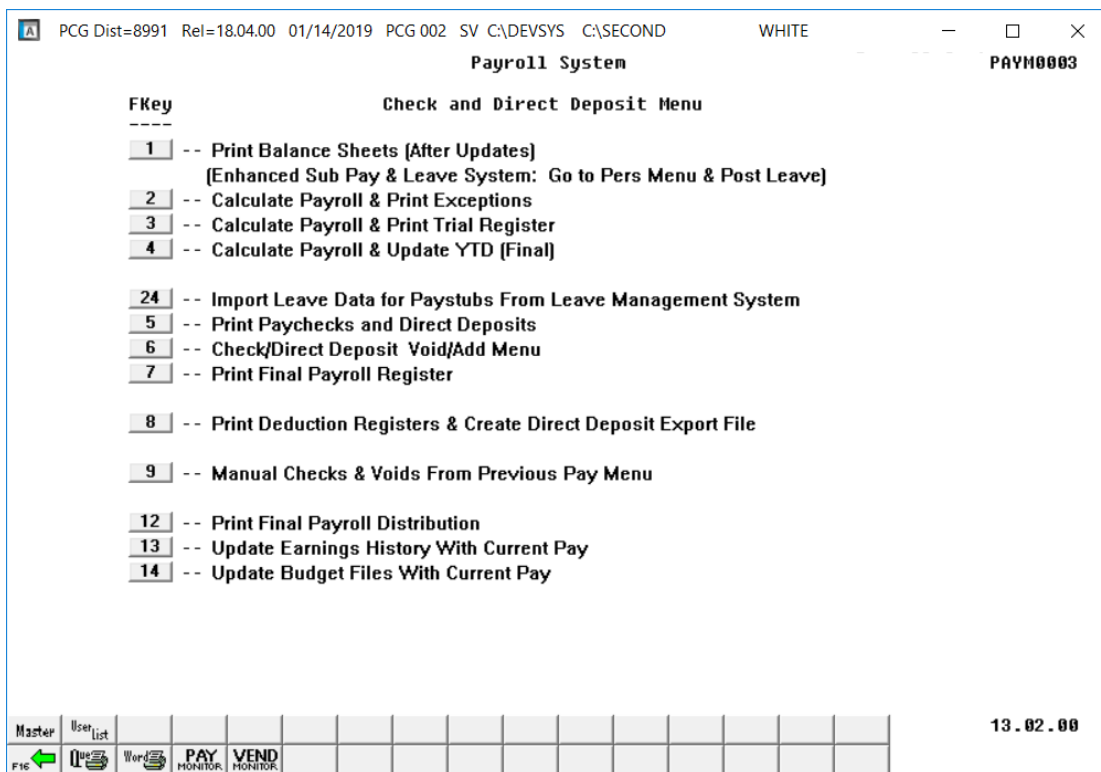 PCG Dist=8991 Rel=18.04.00 01/14/2019 PCG 002 SV C:\DEVSYS C:\SECOND WHITE
Payroll System PAYM0003
FKey Check and Direct Deposit Menu
----
1 -- Print Balance Sheets (After Updates)
(Enhanced Sub Pay & Leave System: Go to Pers Menu & Post Leave)
2 -- Calculate Payroll & Print Exceptions
3 -- Calculate Payroll & Print Trial Register
4 -- Calculate Payroll & Update YTD (Final)
24 -- Import Leave Data for Paystubs From Leave Management System
5 -- Print Paychecks and Direct Deposits
6 -- Check/Direct Deposit Void/Add Menu
7 -- Print Final Payroll Register
8 -- Print Deduction Registers & Create Direct Deposit Export File
9 -- Manual Checks & Voids From Previous Pay Menu
12 -- Print Final Payroll Distribution
13 -- Update Earnings History With Current Pay
14 -- Update Budget Files With Current Pay
Master User List 13.02.00
F16 Que Word PAY MONITOR VEND MONITOR